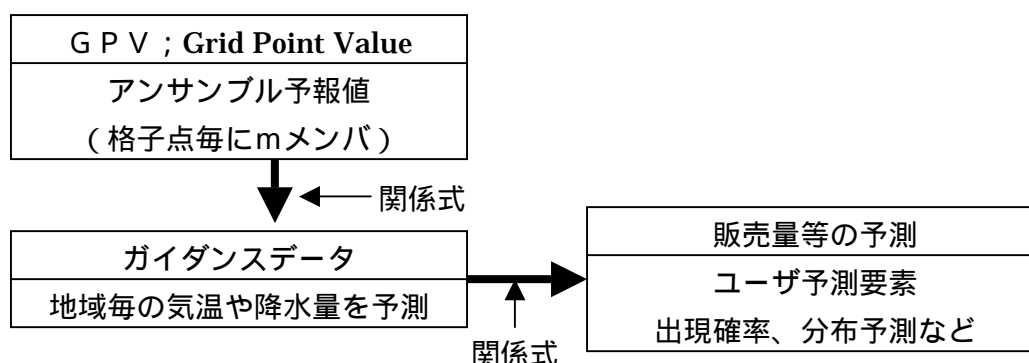 ＧＰＶ；Grid Point Value
アンサンブル予報値
（格子点毎にｍメンバ）
関係式
ガイダンスデータ
地域毎の気温や降水量を予測
販売量等の予測
ユーザ予測要素
出現確率、分布予測など
関係式